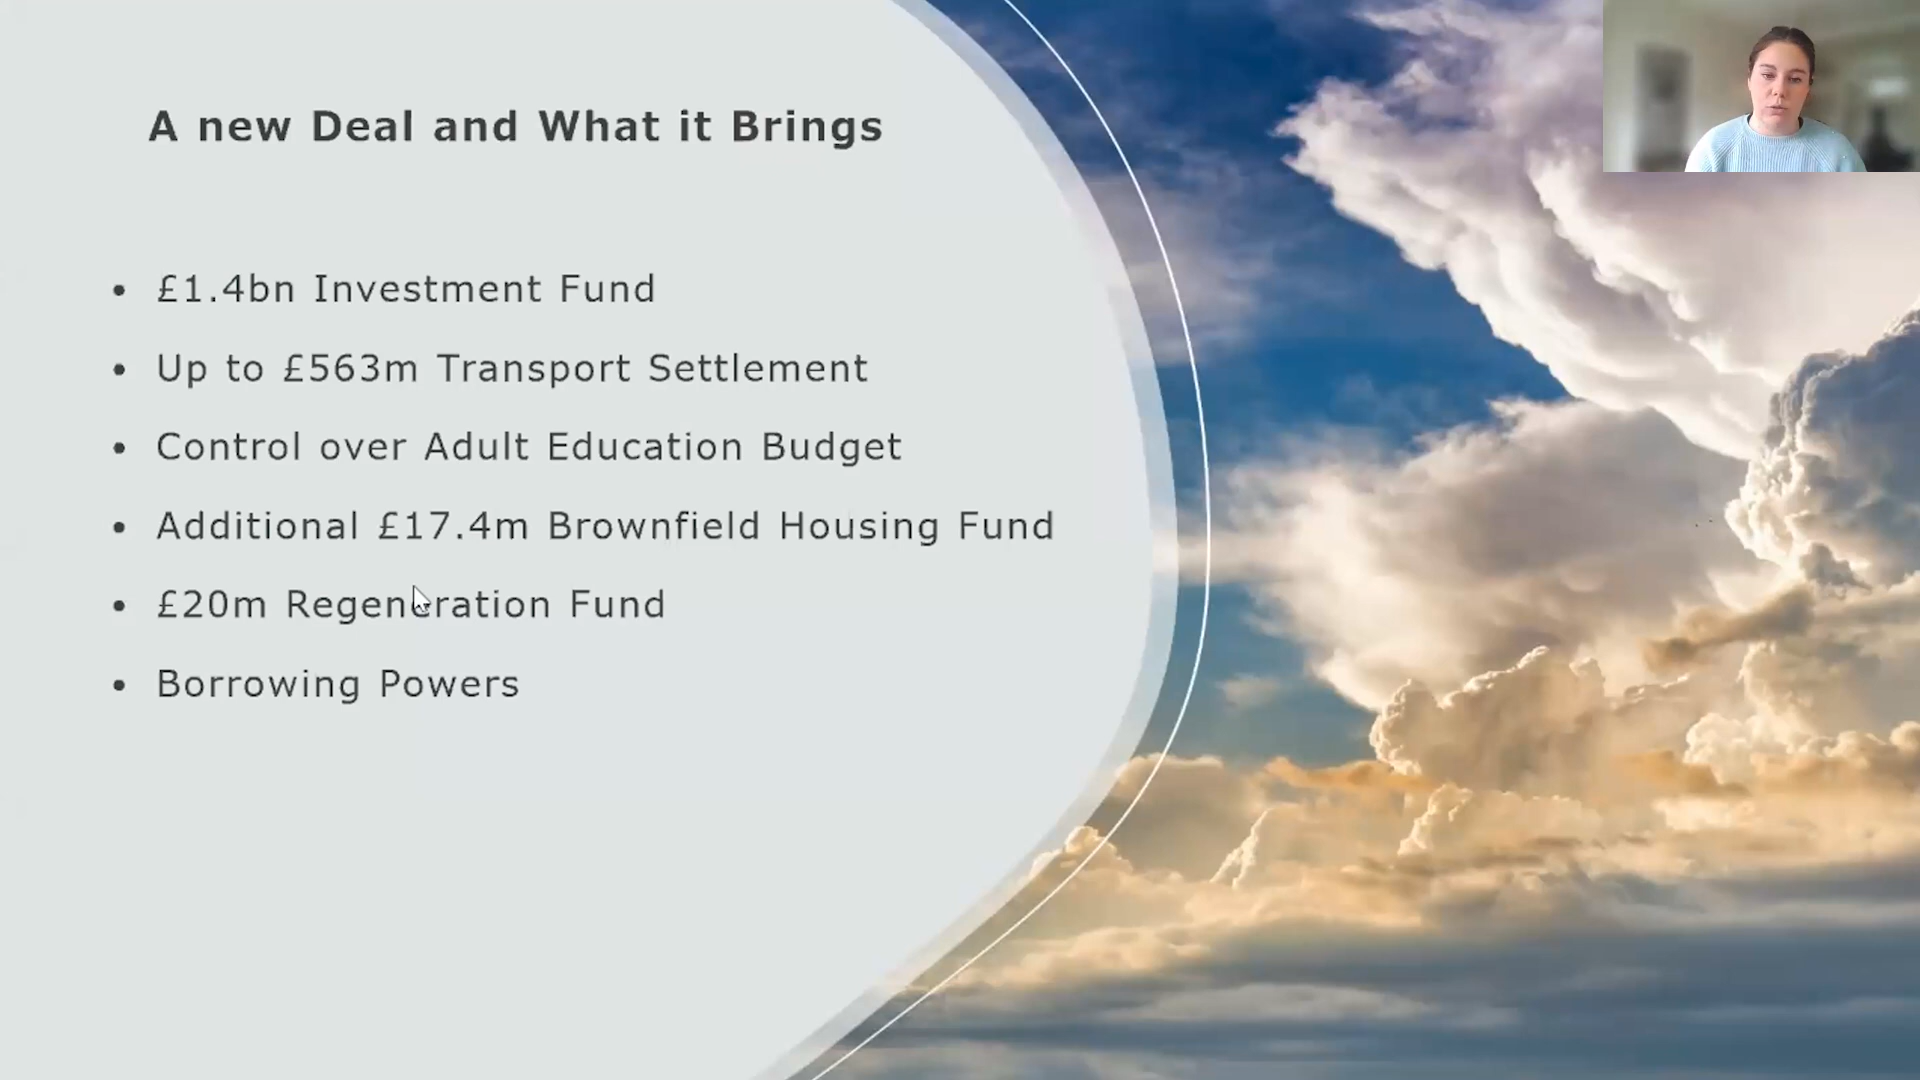 A new Deal and What it Brings
• £1.4bn Investment Fund
• Up to £563m Transport Settlement
• Control over Adult Education Budget
• Additional £17.4m Brownfield Housing Fund
• £20m Regeneration Fund
• Borrowing Powers